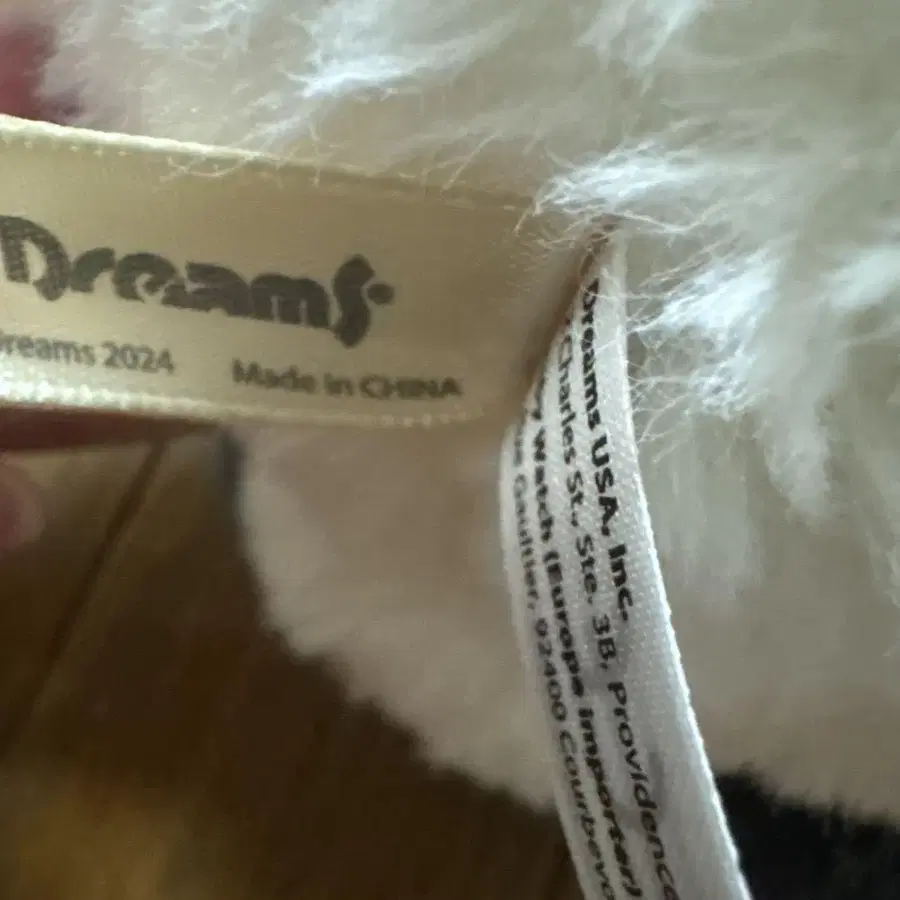 Dreams
Dreams 2024 Made in CHINA
Dreams USA, Inc.
Charles St., Ste. 3B, Providence
Watch (Europe Importer)
Gaultier, 92400 Courbevo